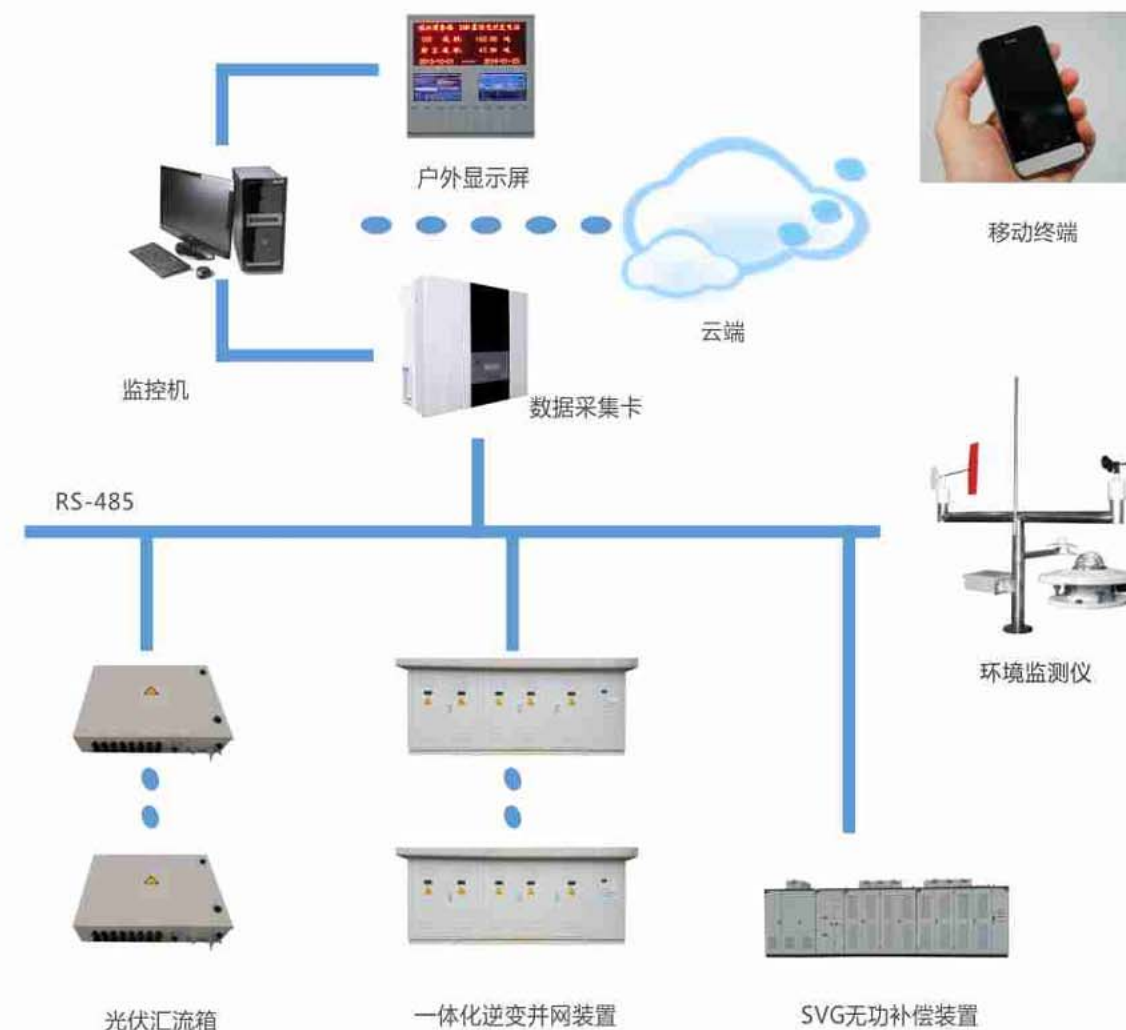 户外显示屏
移动终端
云端
监控机
数据采集卡
RS-485
环境监测仪
光伏汇流箱
一体化逆变并网装置
SVG无功补偿装置